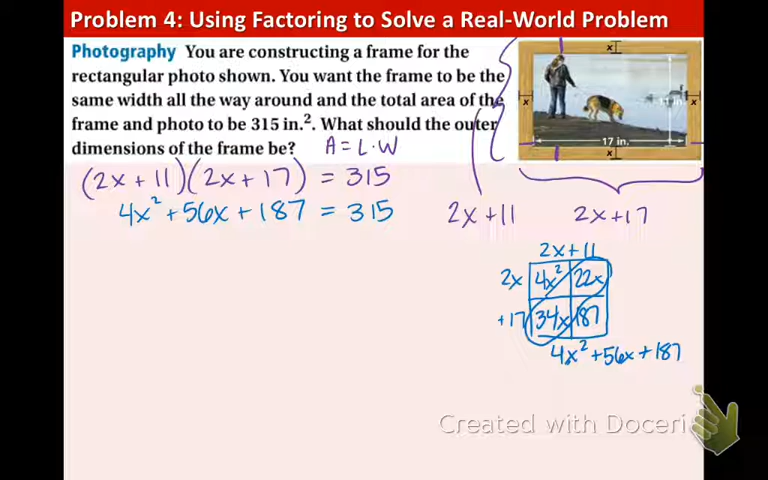 Problem 4: Using Factoring to Solve a Real-World Problem
Photography You are constructing a frame for the
rectangular photo shown. You want the frame to be the
same width all the way around and the total area of the
frame and photo to be 315 in.². What should the outer
dimensions of the frame be? A = L · W
x
x
11 in.
x
17 in.
x
(2x + 11)(2x + 17) = 315
4x² + 56x + 187 = 315
2x + 11
2x + 17
2x + 11
2x 4x² 22x
+17 34x 187
4x² + 56x + 187
Created with Doceri